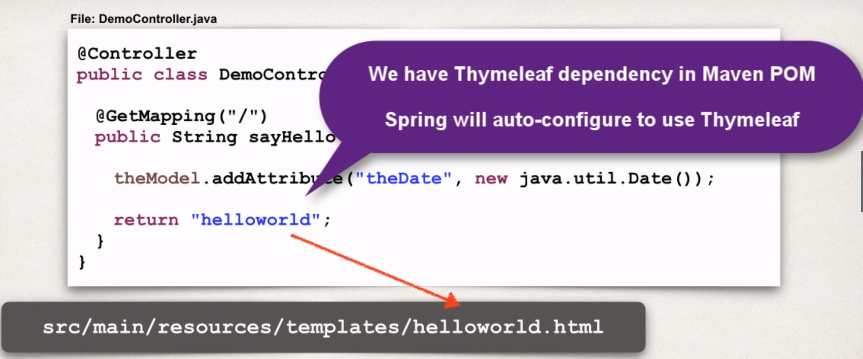 File: DemoController.java
@Controller
public class DemoContro
We have Thymeleaf dependency in Maven POM
Spring will auto-configure to use Thymeleaf
@GetMapping("/")
public String sayHello
theModel.addAttribute("theDate", new java.util.Date());
return "helloworld";
}
}
src/main/resources/templates/helloworld.html